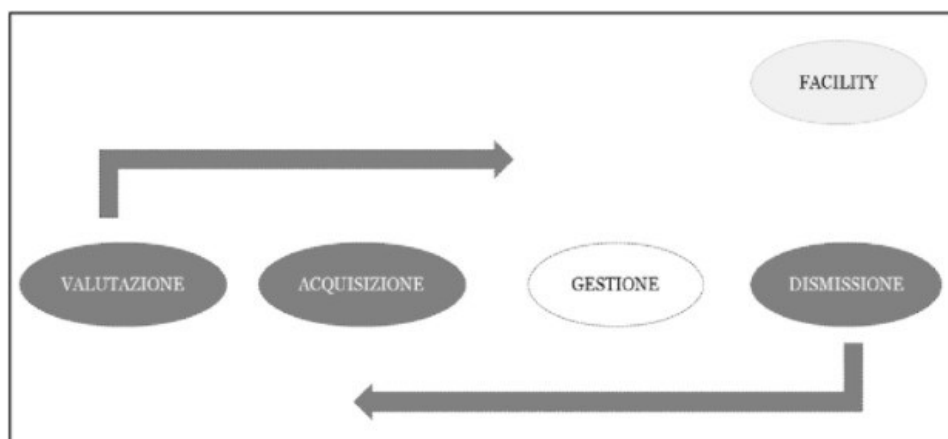 FACILITY
VALUTAZIONE
ACQUISIZIONE
GESTIONE
DISMISSIONE